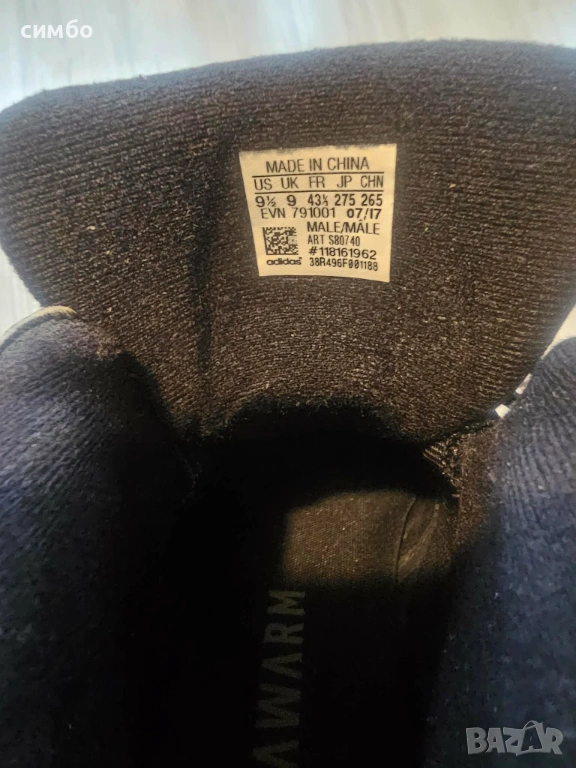 симбо
MADE IN CHINA
US UK FR JP CHN
9½ 9 43⅓ 275 265
EVN 791001 07/17
MALE/MÂLE
ART S80740
#118161962
adidas 38R496F001188
AWARM
BAZAR